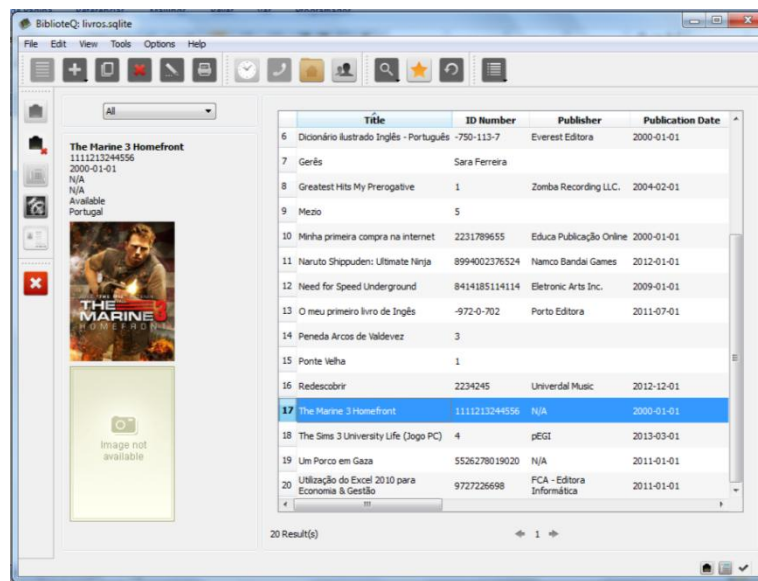 BiblioteQ: livros.sqlite
File Edit View Tools Options Help
All
The Marine 3 Homefront
1111213244556
2000-01-01
N/A
N/A
Available
Portugal
THE
MARINE 3
HOMEFRONT
Image not
available
Title ID Number Publisher Publication Date
6 Dicionário ilustrado Inglês - Português -750-113-7 Everest Editora 2000-01-01
7 Gerês Sara Ferreira
8 Greatest Hits My Prerogative 1 Zomba Recording LLC. 2004-02-01
9 Mezio 5
10 Minha primeira compra na internet 2231789655 Educa Publicação Online 2000-01-01
11 Naruto Shippuden: Ultimate Ninja 8994002376524 Namco Bandai Games 2012-01-01
12 Need for Speed Underground 8414185114114 Eletronic Arts Inc. 2009-01-01
13 O meu primeiro livro de Ingês -972-0-702 Porto Editora 2011-07-01
14 Peneda Arcos de Valdevez 3
15 Ponte Velha 1
16 Redescobrir 2234245 Univerdal Music 2012-12-01
17 The Marine 3 Homefront 1111213244556 N/A 2000-01-01
18 The Sims 3 University Life (Jogo PC) 4 pEGI 2013-03-01
19 Um Porco em Gaza 5526278019020 N/A 2011-01-01
20 Utilização do Excel 2010 para Economia & Gestão 9727226698 FCA - Editora Informática 2011-01-01
20 Result(s) 1